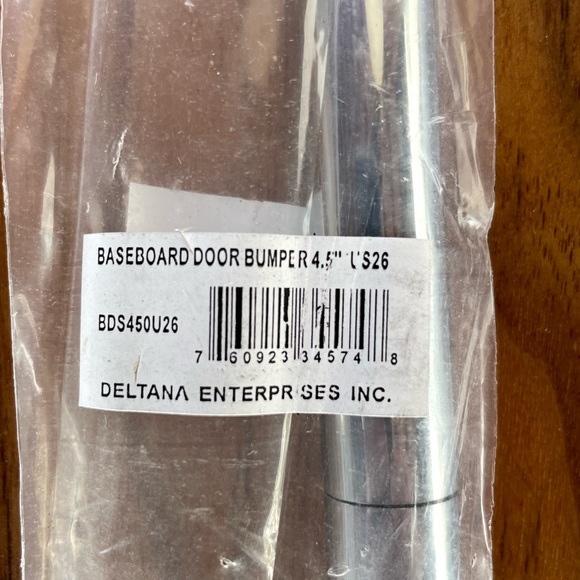 BASEBOARD DOOR BUMPER 4.5" US26
BDS450U26
7 60923 34574 8
DELTANA ENTERPRISES INC.